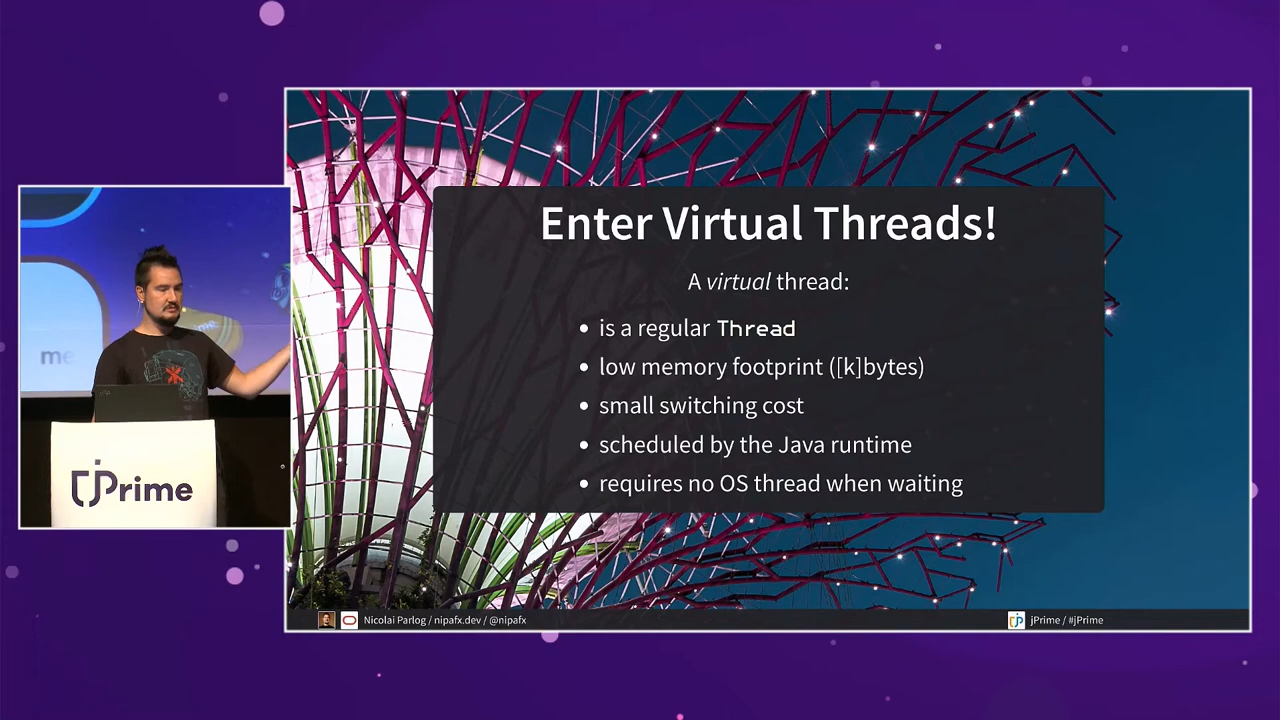 Enter Virtual Threads!
A virtual thread:
• is a regular Thread
• low memory footprint ([k]bytes)
• small switching cost
• scheduled by the Java runtime
• requires no OS thread when waiting
me
jPrime
Nicolai Parlog / nipafx.dev / @nipafx
jPrime / #jPrime